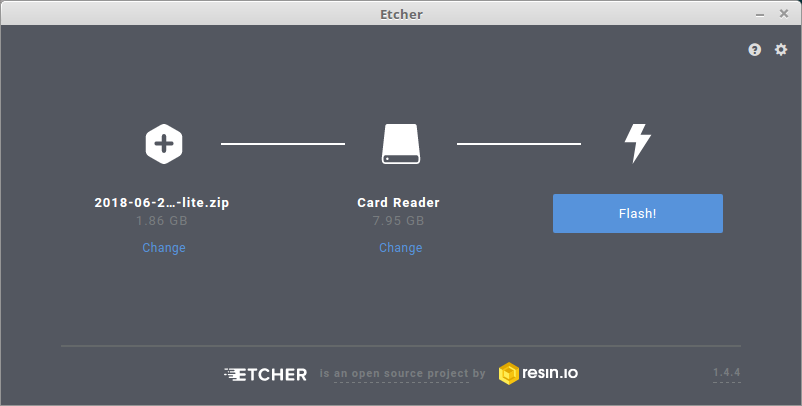 Etcher
2018-06-2...-lite.zip
1.86 GB
Change
Card Reader
7.95 GB
Change
Flash!
ETCHER is an open source project by resin.io
1.4.4